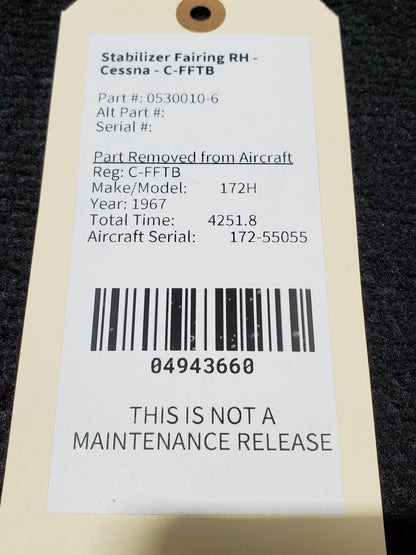 Stabilizer Fairing RH -
Cessna - C-FFTB
Part #: 0530010-6
Alt Part #:
Serial #:
Part Removed from Aircraft
Reg: C-FFTB
Make/Model: 172H
Year: 1967
Total Time: 4251.8
Aircraft Serial: 172-55055
04943660
THIS IS NOT A
MAINTENANCE RELEASE